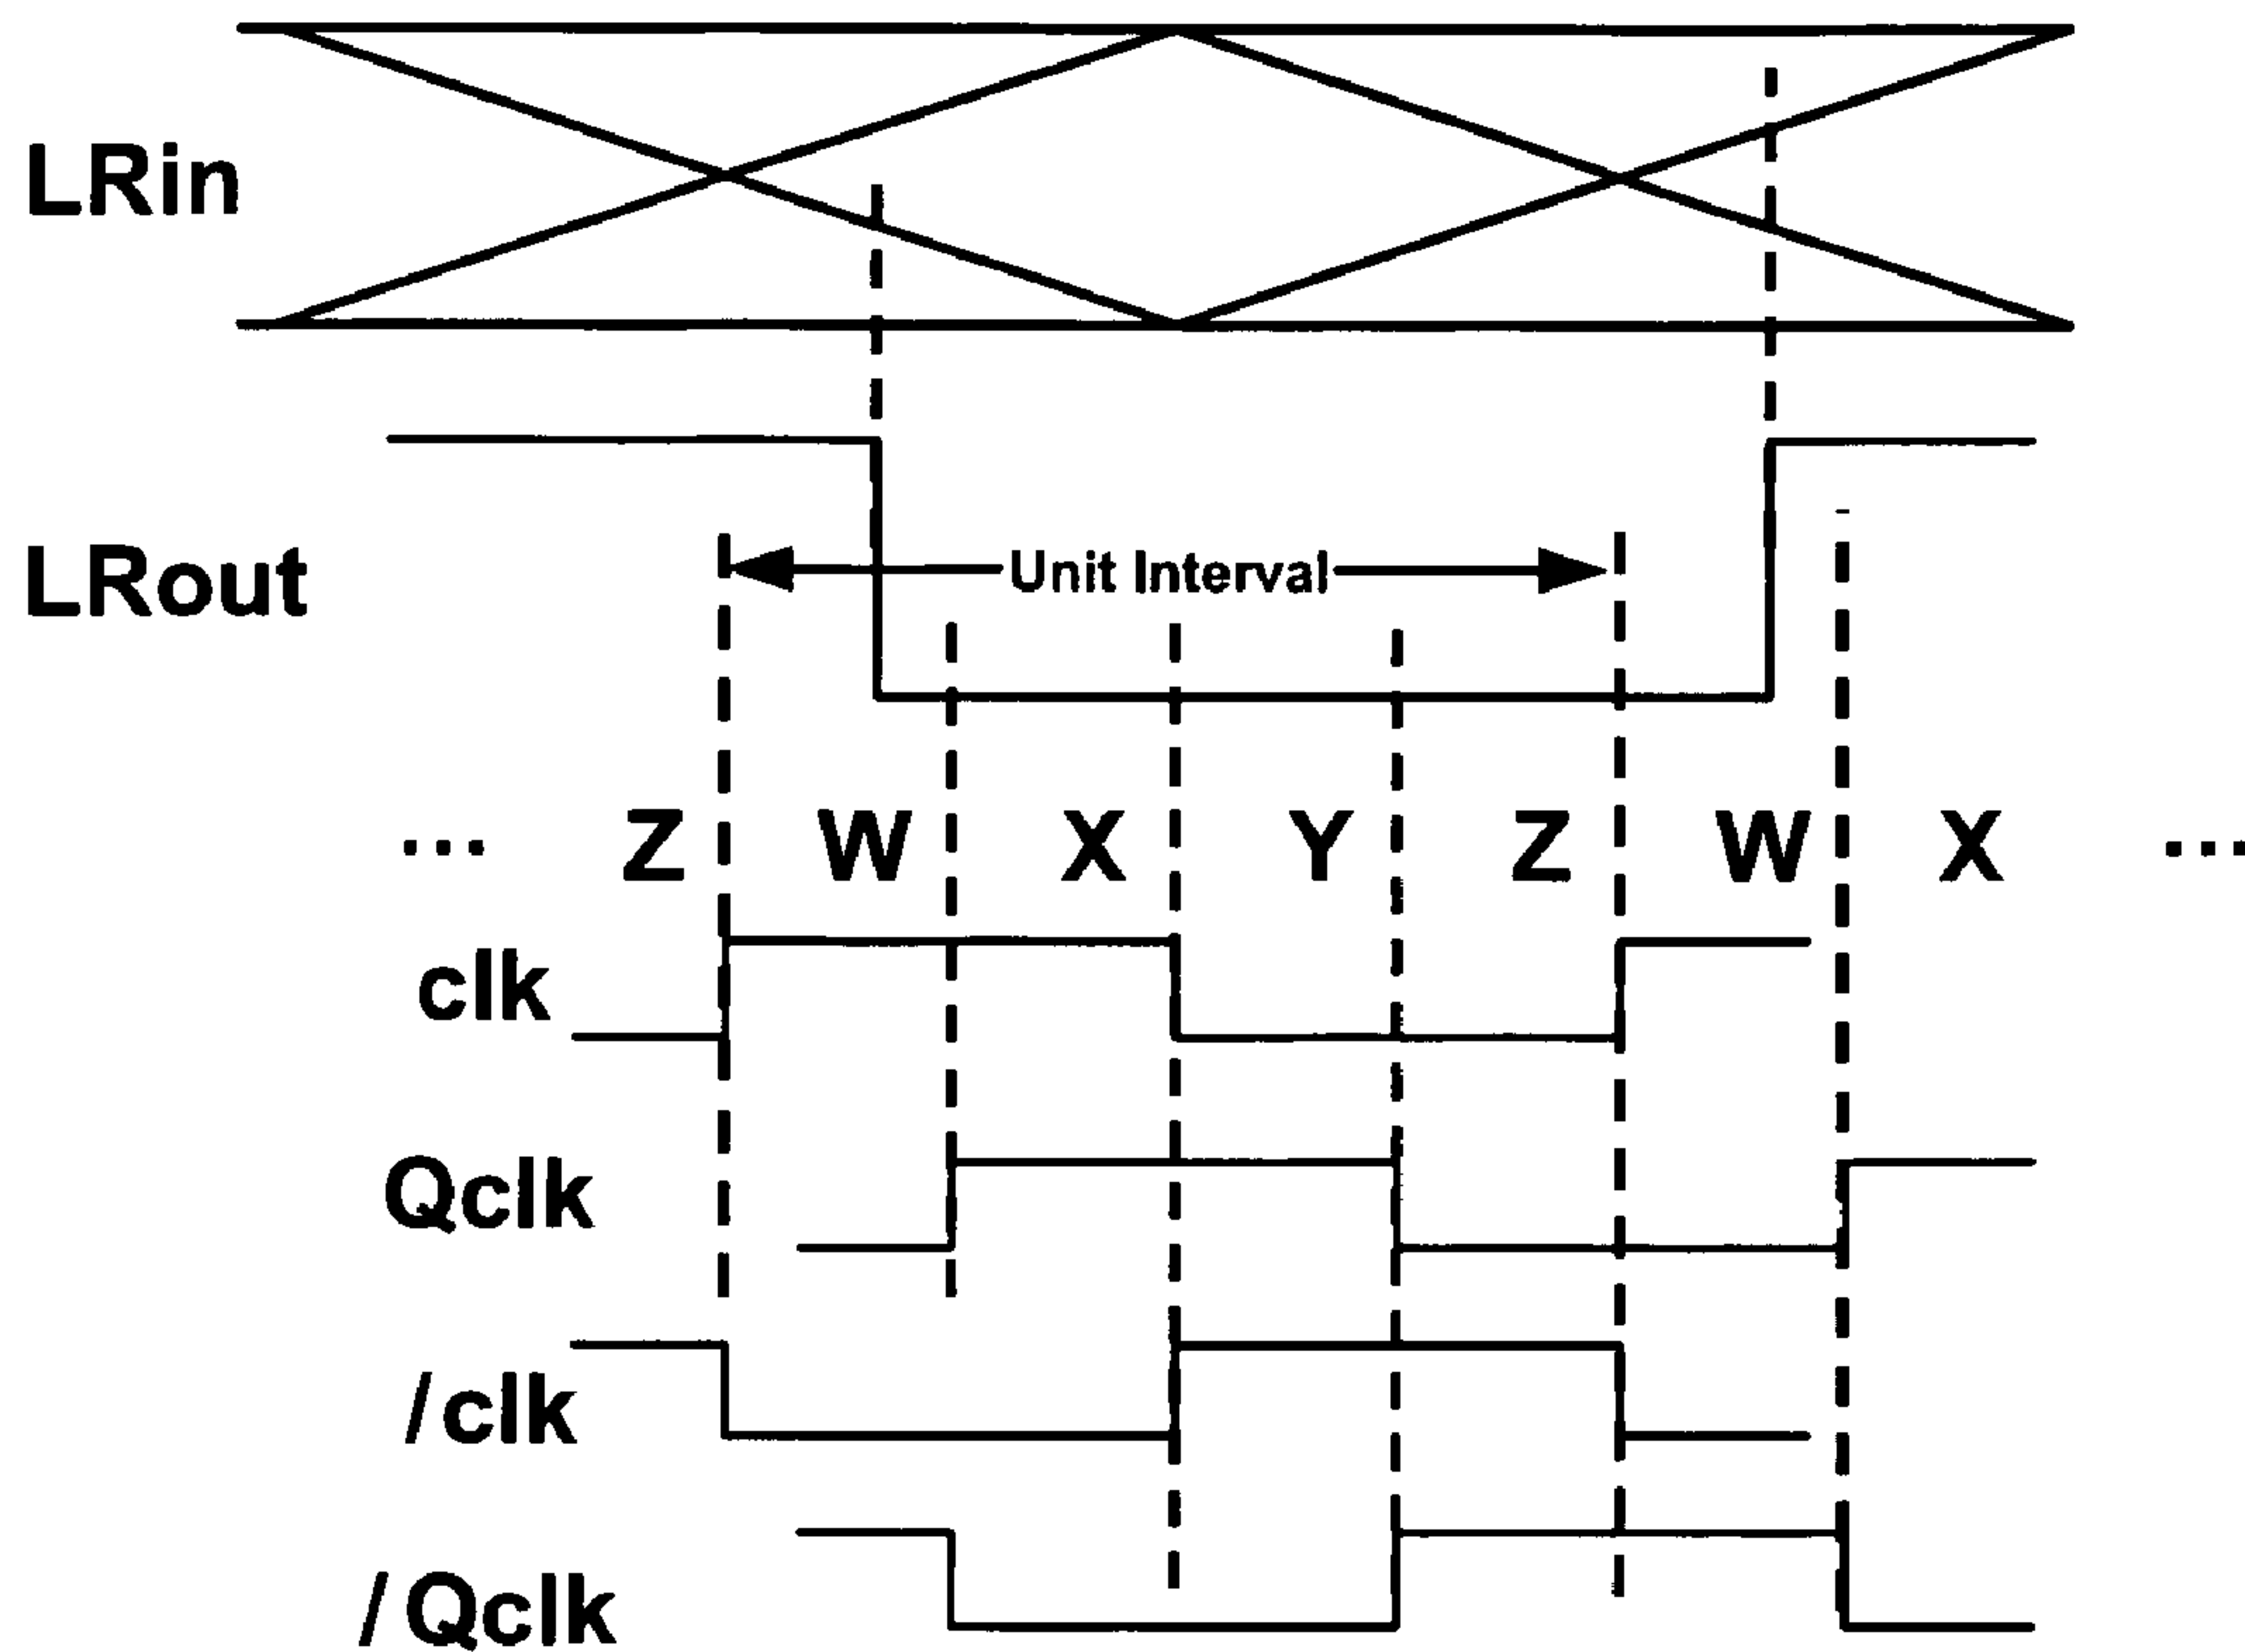 LRin
LRout
Unit Interval
... Z W X Y Z W X ...
clk
Qclk
/clk
/Qclk